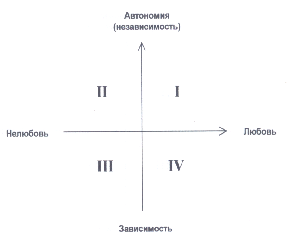 Автономия
(независимость)
II I
Нелюбовь Любовь
III IV
Зависимость